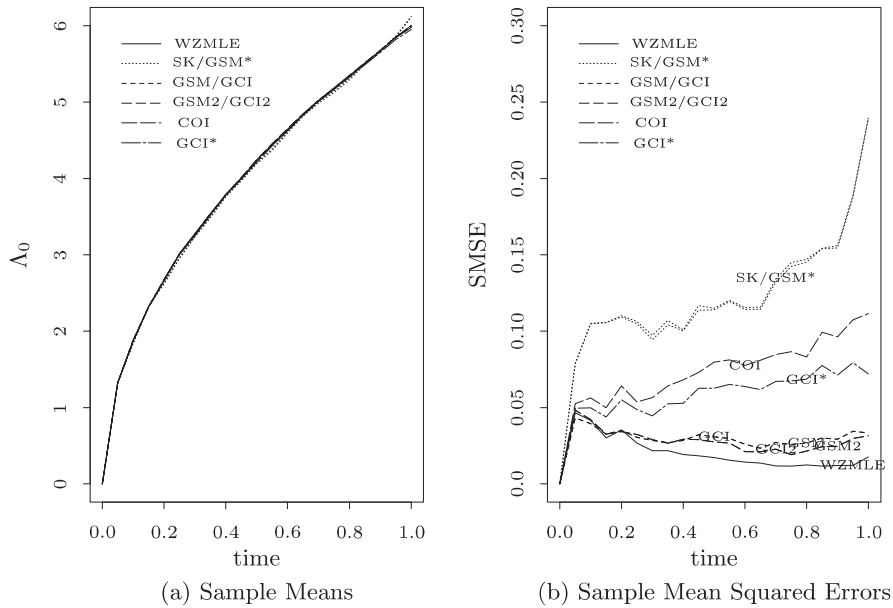 WZMLE
SK/GSM*
GSM/GCI
GSM2/GCI2
COI
GCI*
Λ0
0
1
2
3
4
5
6
0.0
0.2
0.4
0.6
0.8
1.0
time
(a) Sample Means
WZMLE
SK/GSM*
GSM/GCI
GSM2/GCI2
COI
GCI*
SMSE
0.00
0.05
0.10
0.15
0.20
0.25
0.30
SK/GSM*
COI
GCI*
GCI
GSM
GCI2
GSM2
WZMLE
0.0
0.2
0.4
0.6
0.8
1.0
time
(b) Sample Mean Squared Errors